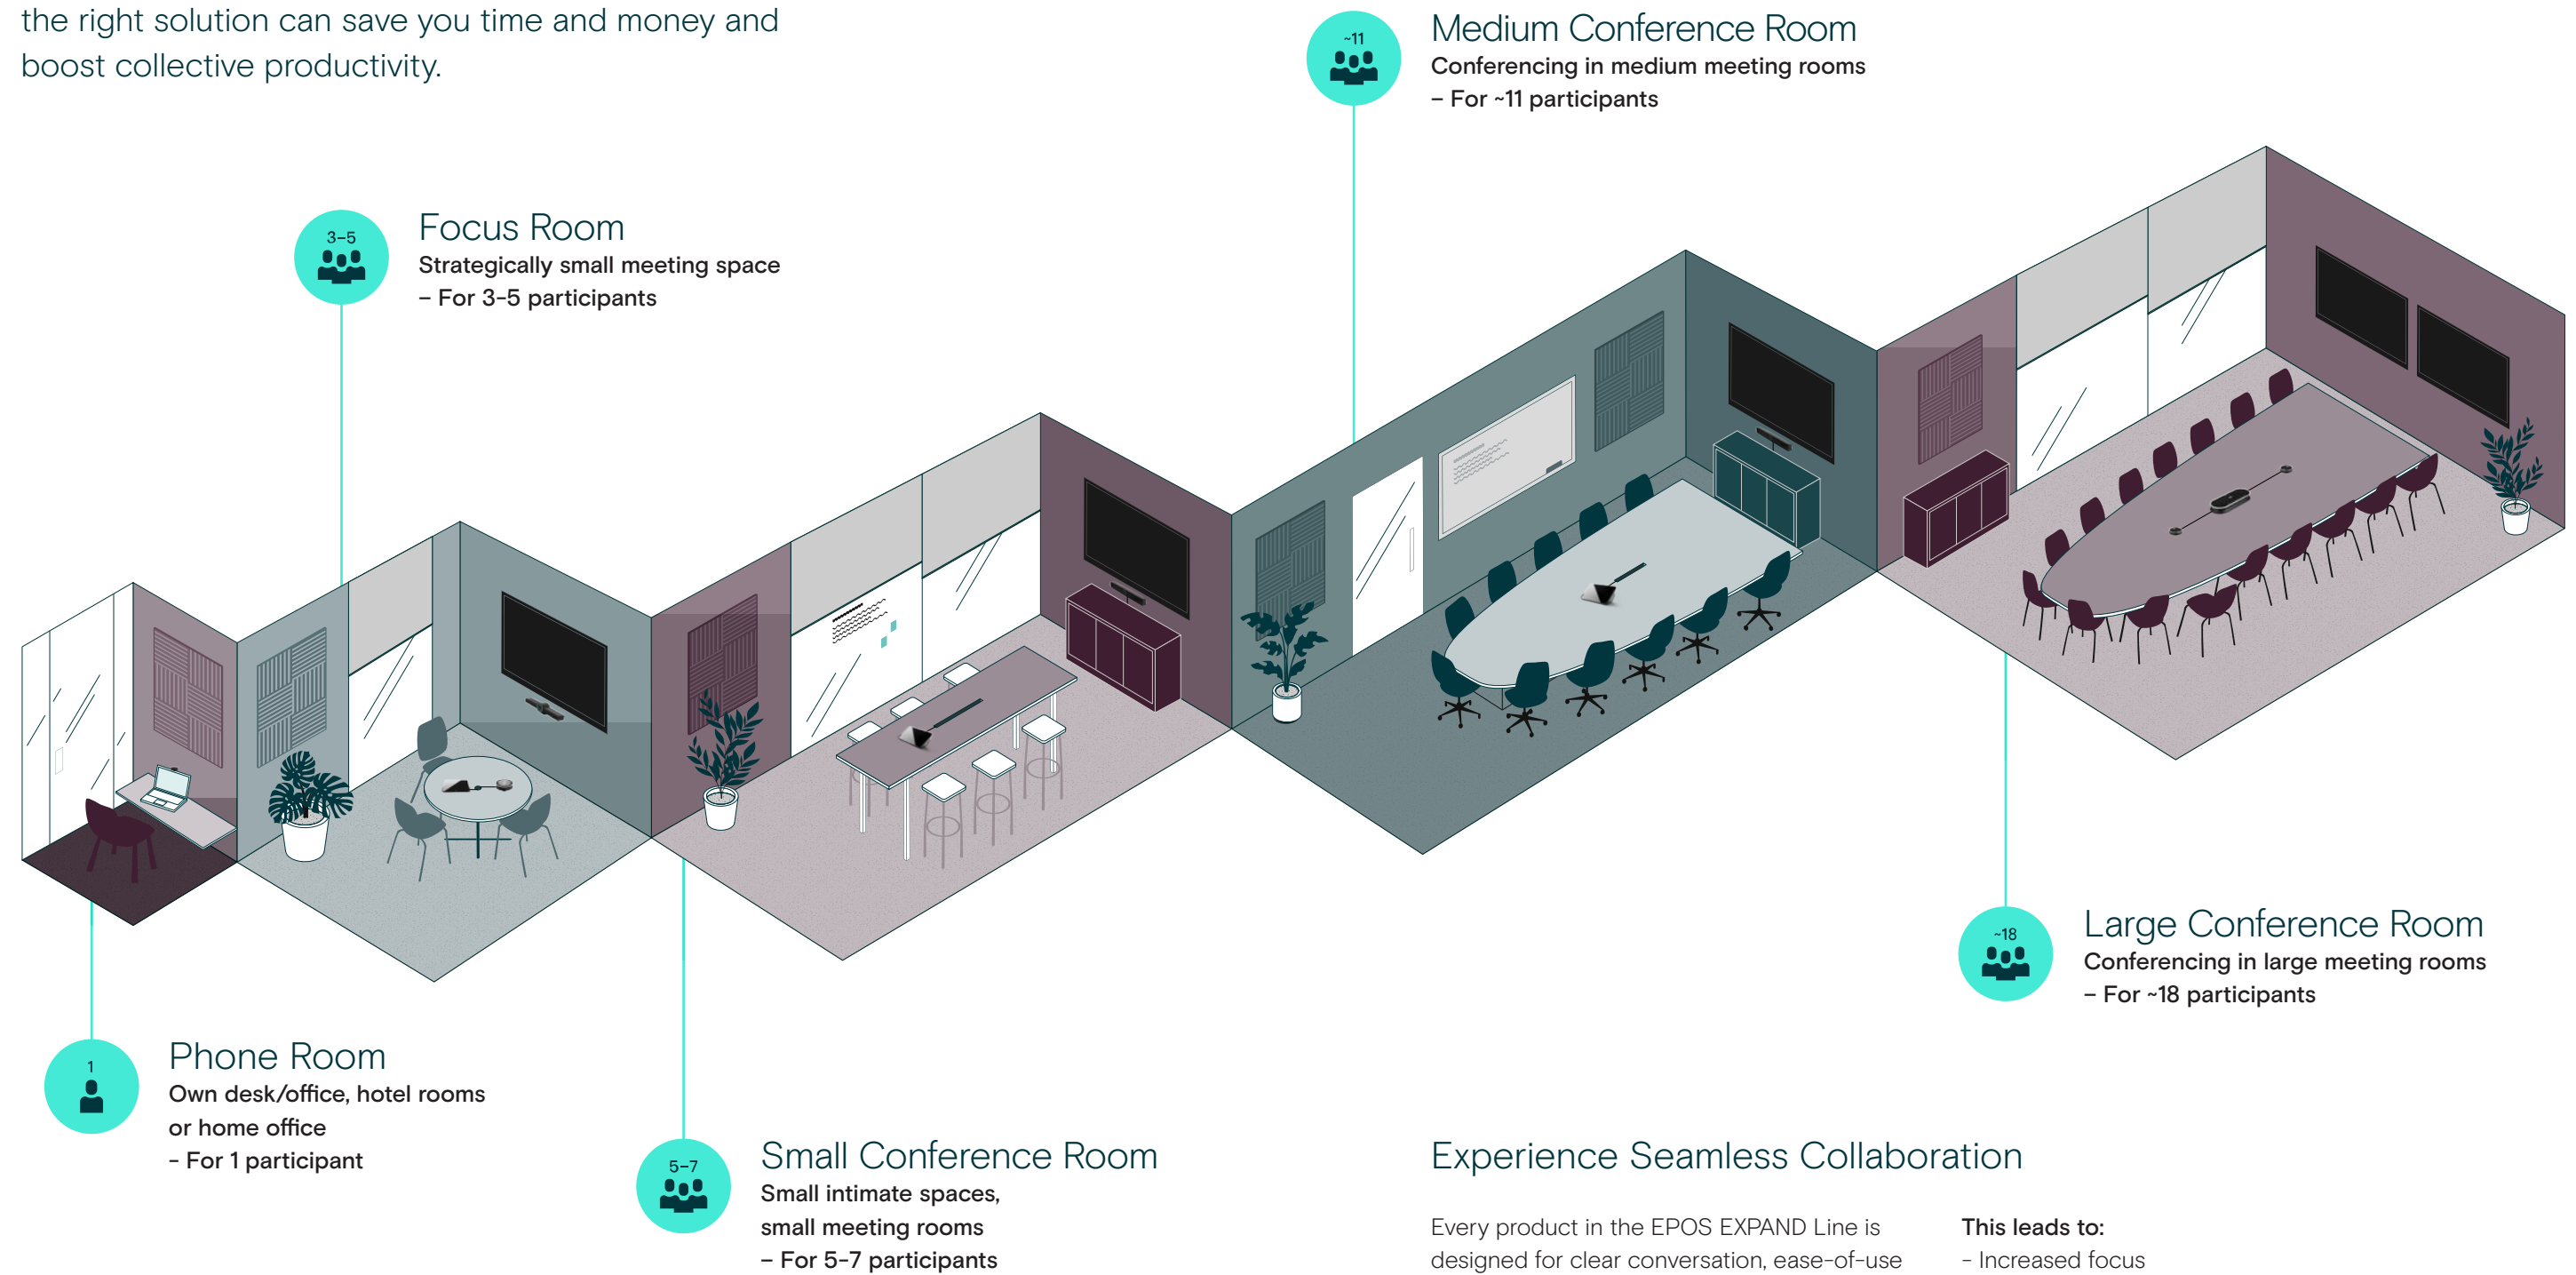 the right solution can save you time and money and
boost collective productivity.
~11
Medium Conference Room
Conferencing in medium meeting rooms
– For ~11 participants
3–5
Focus Room
Strategically small meeting space
– For 3-5 participants
~18
Large Conference Room
Conferencing in large meeting rooms
– For ~18 participants
1
Phone Room
Own desk/office, hotel rooms
or home office
- For 1 participant
5–7
Small Conference Room
Small intimate spaces,
small meeting rooms
– For 5-7 participants
Experience Seamless Collaboration
Every product in the EPOS EXPAND Line is
designed for clear conversation, ease-of-use
This leads to:
- Increased focus